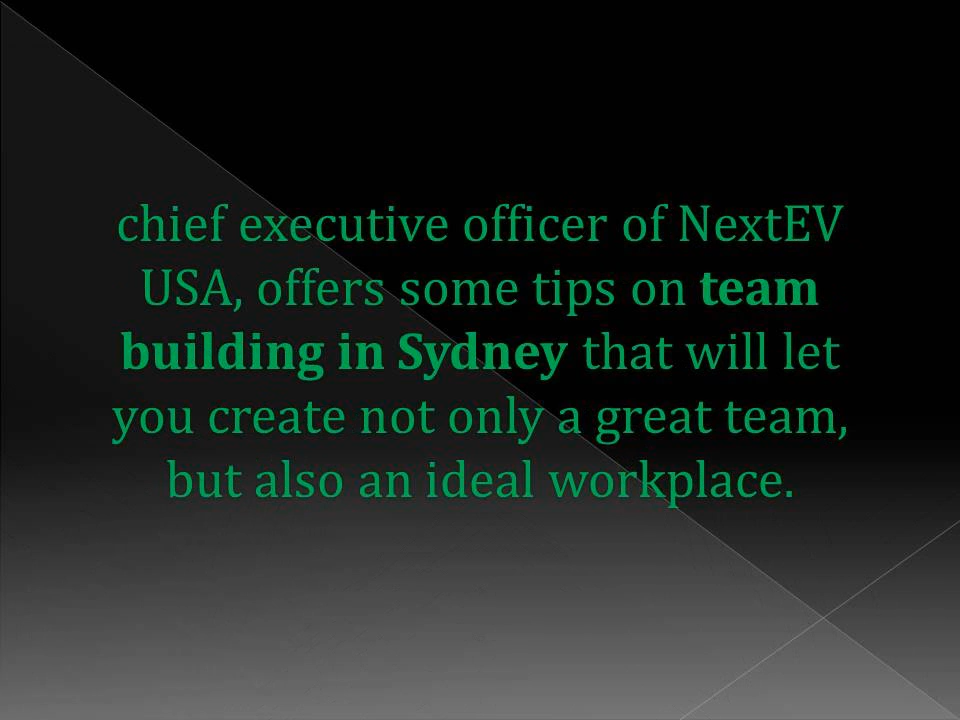 chief executive officer of NextEV
USA, offers some tips on team
building in Sydney that will let
you create not only a great team,
but also an ideal workplace.